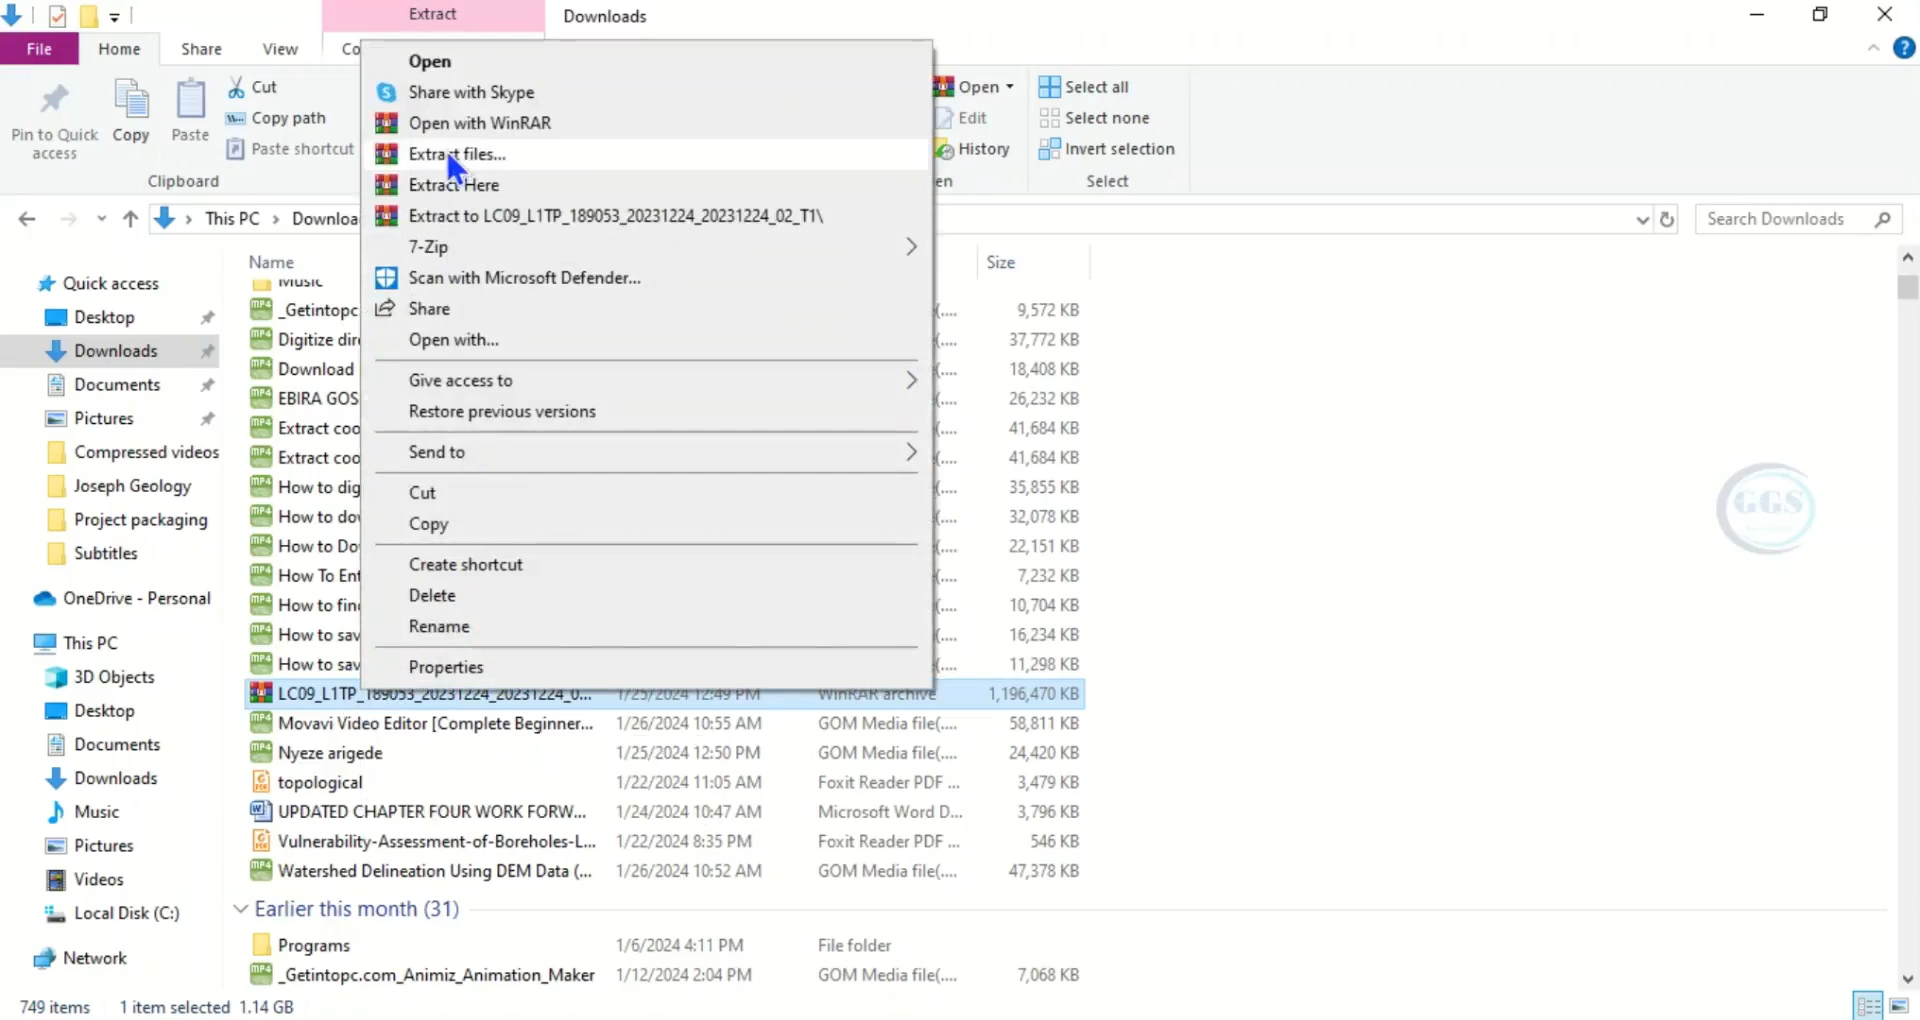 Extract
Downloads
File
Home
Share
View
Co
Pin to Quick
access
Copy
Paste
Cut
Copy path
Paste shortcut
Clipboard
Open
Edit
History
en
Select all
Select none
Invert selection
Select
Open
Share with Skype
Open with WinRAR
Extract files...
Extract Here
Extract to LC09_L1TP_189053_20231224_20231224_02_T1\
7-Zip
Scan with Microsoft Defender...
Share
Open with...
Give access to
Restore previous versions
Send to
Cut
Copy
Create shortcut
Delete
Rename
Properties
This PC > Downloa
Search Downloads
Quick access
Desktop
Downloads
Documents
Pictures
Compressed videos
Joseph Geology
Project packaging
Subtitles
OneDrive - Personal
This PC
3D Objects
Desktop
Documents
Downloads
Music
Pictures
Videos
Local Disk (C:)
Network
Name Size
Music
_Getintopc (.... 9,572 KB
Digitize dir (.... 37,772 KB
Download (.... 18,408 KB
EBIRA GOS (.... 26,232 KB
Extract coo (.... 41,684 KB
Extract coo (.... 41,684 KB
How to dig (.... 35,855 KB
How to dov (.... 32,078 KB
How to Do (.... 22,151 KB
How To Ent (.... 7,232 KB
How to find (.... 10,704 KB
How to sav (.... 16,234 KB
How to sav (.... 11,298 KB
LC09_L1TP_189053_20231224_20231224_0... 1/25/2024 12:49 PM WinRAR archive 1,196,470 KB
Movavi Video Editor [Complete Beginner... 1/26/2024 10:55 AM GOM Media file(.... 58,811 KB
Nyeze arigede 1/25/2024 12:50 PM GOM Media file(.... 24,420 KB
topological 1/22/2024 11:05 AM Foxit Reader PDF ... 3,479 KB
UPDATED CHAPTER FOUR WORK FORW... 1/24/2024 10:47 AM Microsoft Word D... 3,796 KB
Vulnerability-Assessment-of-Boreholes-L... 1/22/2024 8:35 PM Foxit Reader PDF ... 546 KB
Watershed Delineation Using DEM Data (... 1/26/2024 10:52 AM GOM Media file(.... 47,378 KB
Earlier this month (31)
Programs 1/6/2024 4:11 PM File folder
_Getintopc.com_Animiz_Animation_Maker 1/12/2024 2:04 PM GOM Media file(.... 7,068 KB
GGS
749 items 1 item selected 1.14 GB